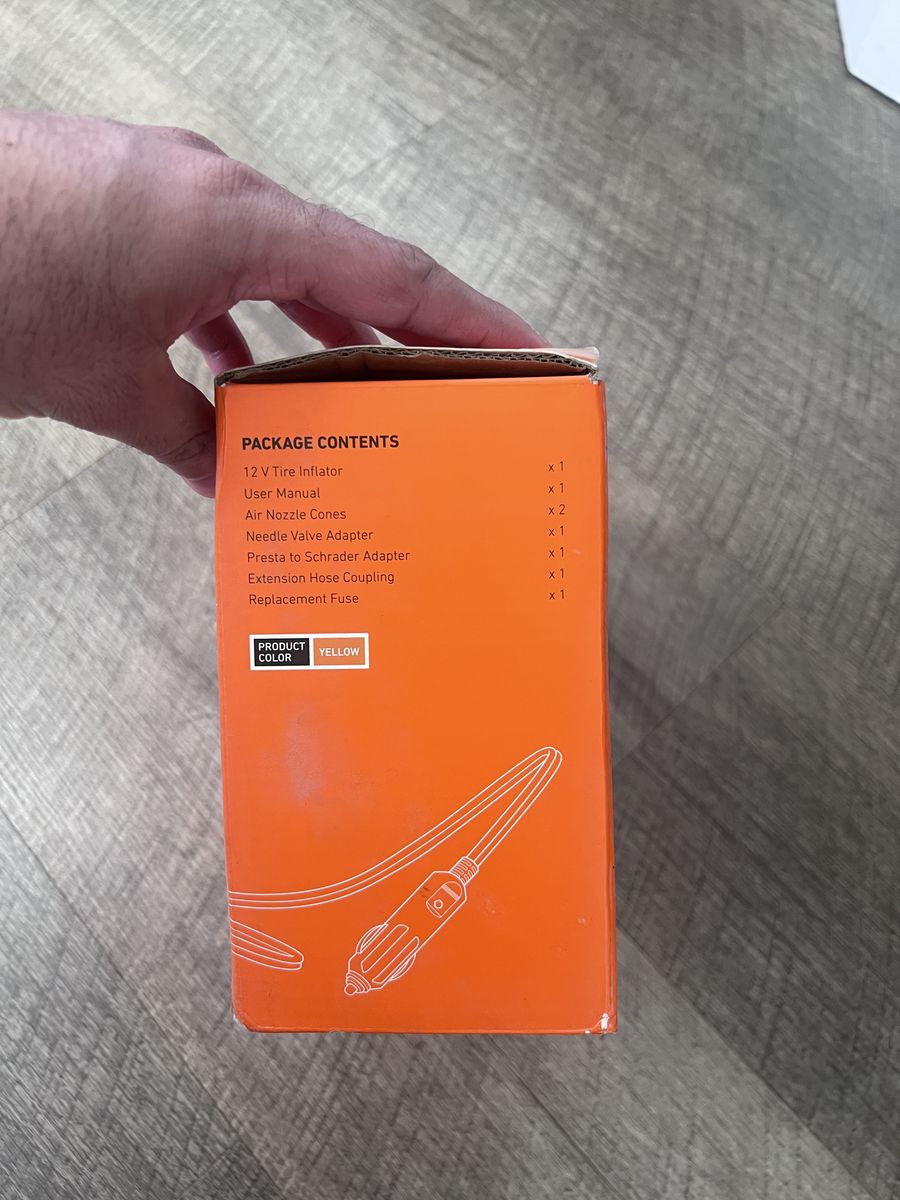 PACKAGE CONTENTS
12 V Tire Inflator x 1
User Manual x 1
Air Nozzle Cones x 2
Needle Valve Adapter x 1
Presta to Schrader Adapter x 1
Extension Hose Coupling x 1
Replacement Fuse x 1
PRODUCT
COLOR
YELLOW